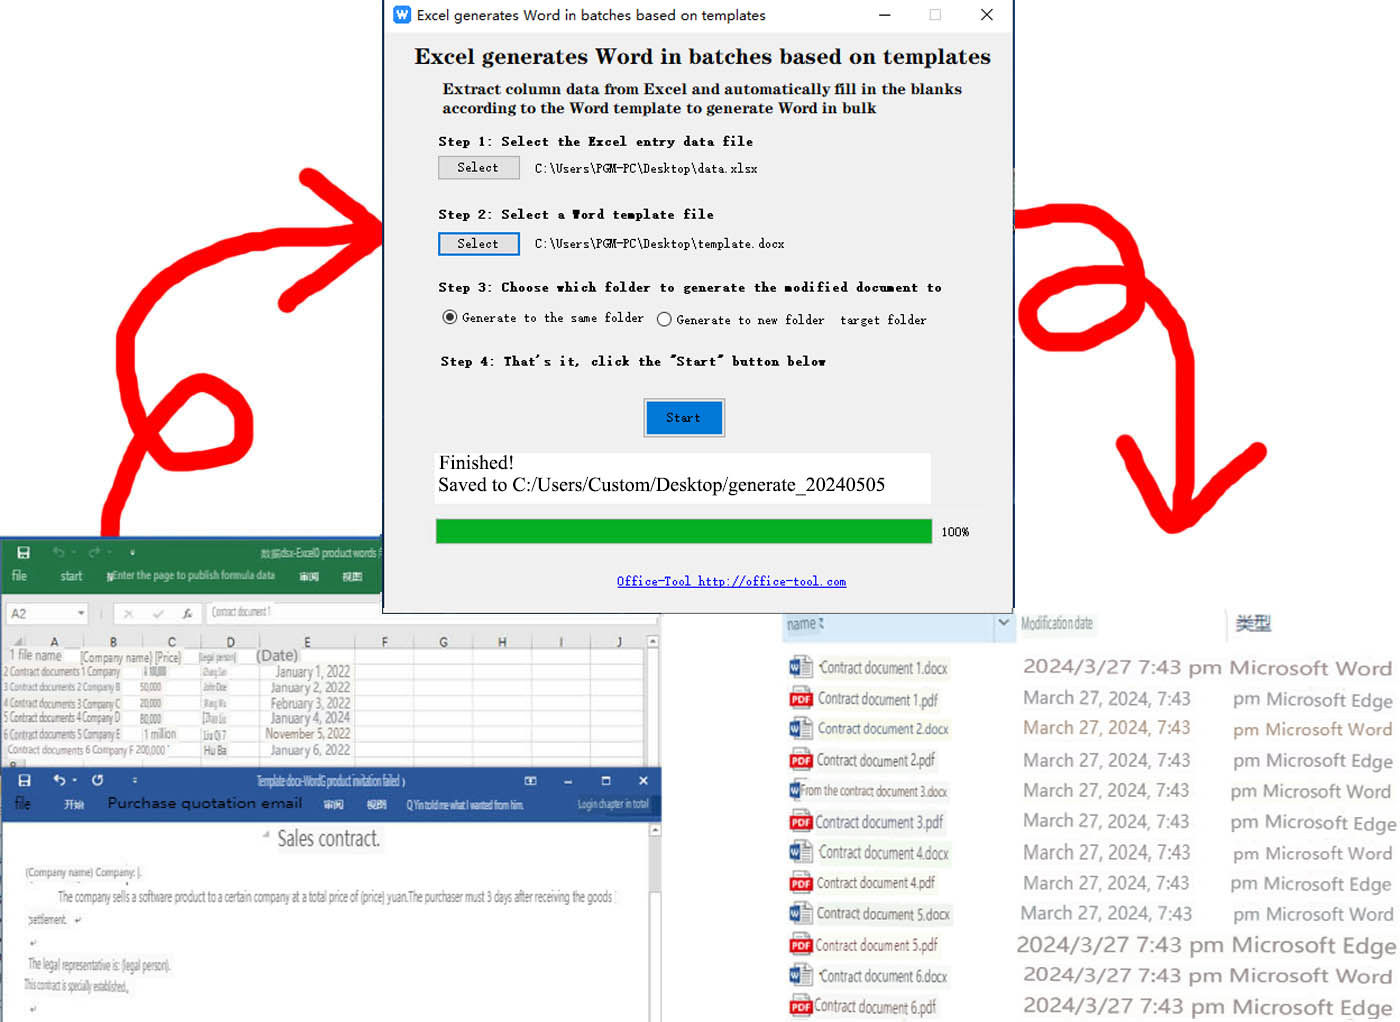 Excel generates Word in batches based on templates
Excel generates Word in batches based on templates
Extract column data from Excel and automatically fill in the blanks
according to the Word template to generate Word in bulk
Step 1: Select the Excel entry data file
Select C:\Users\PGM-PC\Desktop\data.xlsx
Step 2: Select a Word template file
Select C:\Users\PGM-PC\Desktop\template.docx
Step 3: Choose which folder to generate the modified document to
Generate to the same folder Generate to new folder target folder
Step 4: That's it, click the "Start" button below
Start
Finished!
Saved to C:/Users/Custom/Desktop/generate_20240505
100%
Office-Tool http://office-tool.com
数据dsx-Excel0 product words
file start Enter the page to publish formula data 审阅 视图
A2 fx Contract document 1
A B C D E F G H I J
1 file name [Company name) [Price] [legal person] (Date)
2 Contract documents 1 Company January 1, 2022
3 Contract documents 2 Company B 50,000 John Doe January 2, 2022
4 Contract documents 3 Company C 20,000 February 3, 2022
5 Contract documents 4 Company D 80,000 January 4, 2024
6 Contract documents 5 Company E 1 million November 5, 2022
Contract documents 6 Company F 200,000 Hu Ba January 6, 2022
8
Template docx-WordG product invitation failed )
file 开始 Purchase quotation email 审阅 视图 Q Yin told me what I wanted from him. Login chapter in total
Sales contract.
(Company name) Company: |.
The company sells a software product to a certain company at a total price of (price) yuan.The purchaser must 3 days after receiving the goods
settlement.
The legal representative is: (legal person).
This contract is specially established.
name Modification date 类型
Contract document 1.docx 2024/3/27 7:43 pm Microsoft Word
Contract document 1.pdf March 27, 2024, 7:43 pm Microsoft Edge
Contract document 2.docx March 27, 2024, 7:43 pm Microsoft Word
Contract document 2.pdf March 27, 2024, 7:43 pm Microsoft Edge
From the contract document 3.docx March 27, 2024, 7:43 pm Microsoft Word
Contract document 3.pdf March 27, 2024, 7:43 pm Microsoft Edge
Contract document 4.docx March 27, 2024, 7:43 pm Microsoft Word
Contract document 4.pdf March 27, 2024, 7:43 pm Microsoft Edge
Contract document 5.docx March 27, 2024, 7:43 pm Microsoft Word
Contract document 5.pdf 2024/3/27 7:43 pm Microsoft Edge
Contract document 6.docx 2024/3/27 7:43 pm Microsoft Word
Contract document 6.pdf 2024/3/27 7:43 pm Microsoft Edge